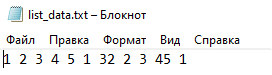 list_data.txt – Блокнот
Файл Правка Формат Вид Справка
1 2 3 4 5 1 32 2 3 45 1